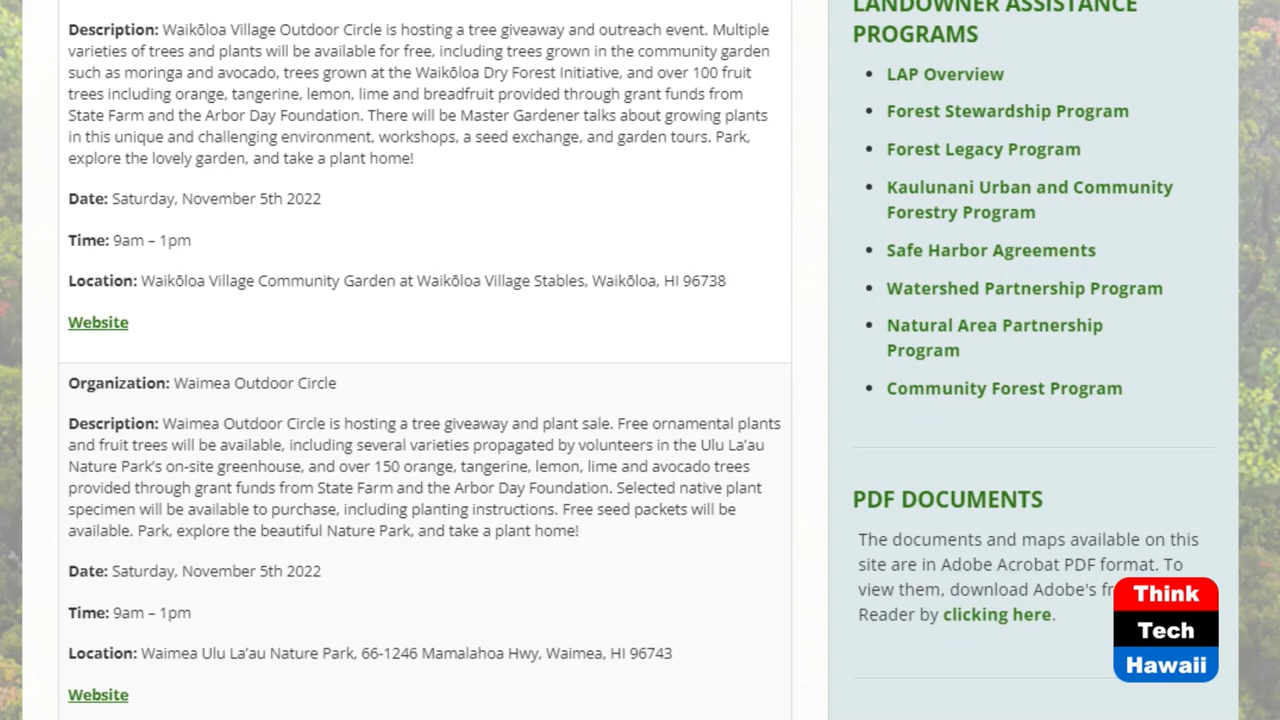 Description: Waikōloa Village Outdoor Circle is hosting a tree giveaway and outreach event. Multiple
varieties of trees and plants will be available for free, including trees grown in the community garden
such as moringa and avocado, trees grown at the Waikōloa Dry Forest Initiative, and over 100 fruit
trees including orange, tangerine, lemon, lime and breadfruit provided through grant funds from
State Farm and the Arbor Day Foundation. There will be Master Gardener talks about growing plants
in this unique and challenging environment, workshops, a seed exchange, and garden tours. Park,
explore the lovely garden, and take a plant home!
Date: Saturday, November 5th 2022
Time: 9am – 1pm
Location: Waikōloa Village Community Garden at Waikōloa Village Stables, Waikōloa, HI 96738
Website
Organization: Waimea Outdoor Circle
Description: Waimea Outdoor Circle is hosting a tree giveaway and plant sale. Free ornamental plants
and fruit trees will be available, including several varieties propagated by volunteers in the Ulu La’au
Nature Park’s on-site greenhouse, and over 150 orange, tangerine, lemon, lime and avocado trees
provided through grant funds from State Farm and the Arbor Day Foundation. Selected native plant
specimen will be available to purchase, including planting instructions. Free seed packets will be
available. Park, explore the beautiful Nature Park, and take a plant home!
Date: Saturday, November 5th 2022
Time: 9am – 1pm
Location: Waimea Ulu La’au Nature Park, 66-1246 Mamalahoa Hwy, Waimea, HI 96743
Website
LANDOWNER ASSISTANCE
PROGRAMS
LAP Overview
Forest Stewardship Program
Forest Legacy Program
Kaulunani Urban and Community
Forestry Program
Safe Harbor Agreements
Watershed Partnership Program
Natural Area Partnership
Program
Community Forest Program
PDF DOCUMENTS
The documents and maps available on this
site are in Adobe Acrobat PDF format. To
view them, download Adobe's
Reader by clicking here.
Think
Tech
Hawaii